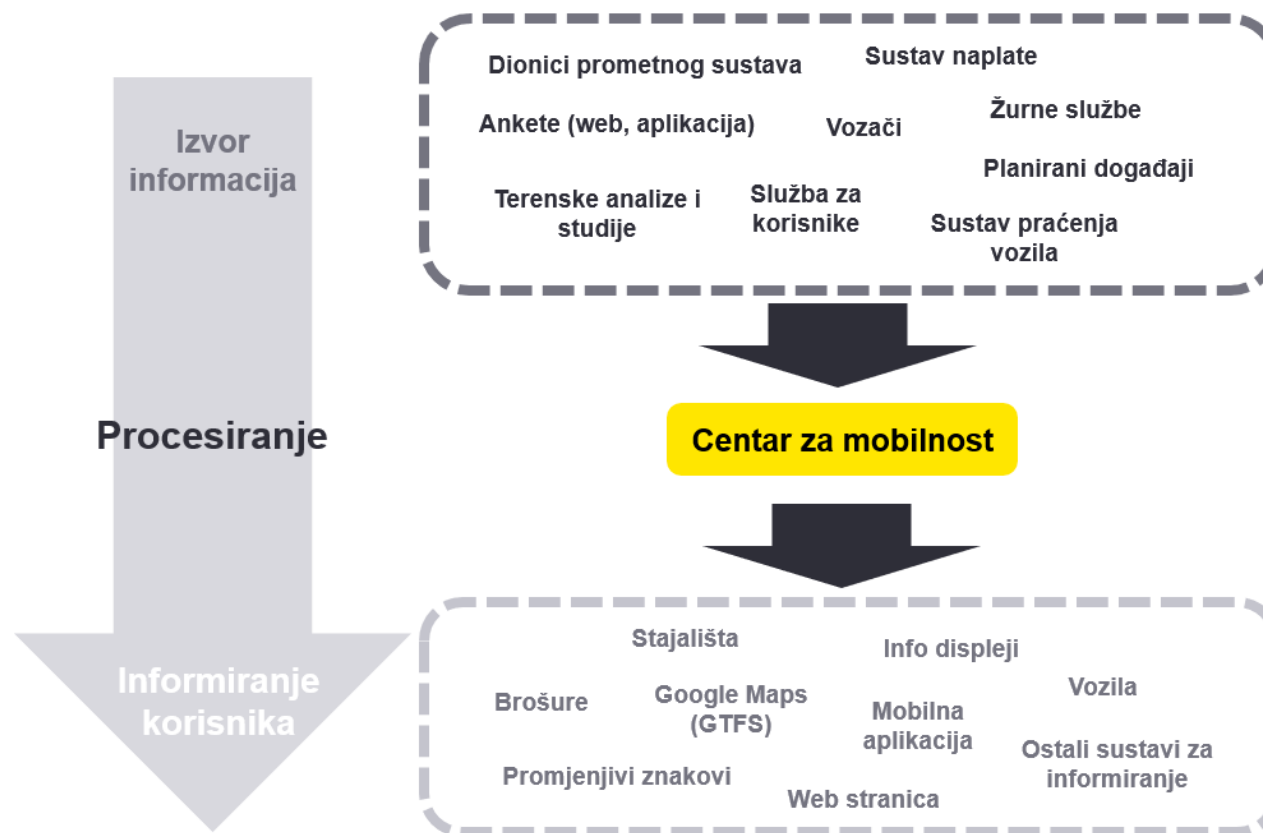 Izvor
informacija
Dionici prometnog sustava
Sustav naplate
Ankete (web, aplikacija)
Vozači
Žurne službe
Planirani događaji
Terenske analize i
studije
Služba za
korisnike
Sustav praćenja
vozila
Procesiranje
Centar za mobilnost
Informiranje
korisnika
Stajališta
Info displeji
Brošure
Google Maps
(GTFS)
Mobilna
aplikacija
Vozila
Promjenjivi znakovi
Web stranica
Ostali sustavi za
informiranje